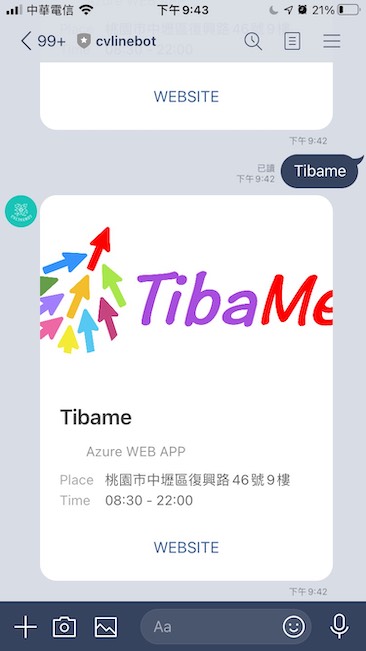 中華電信 下午9:43 21%
99+ cvlinebot
WEBSITE
下午9:42
已讀
下午9:42 Tibame
TibaMe
Tibame
Azure WEB APP
Place 桃園市中壢區復興路46號9樓
Time 08:30 - 22:00
WEBSITE
下午9:42
Aa